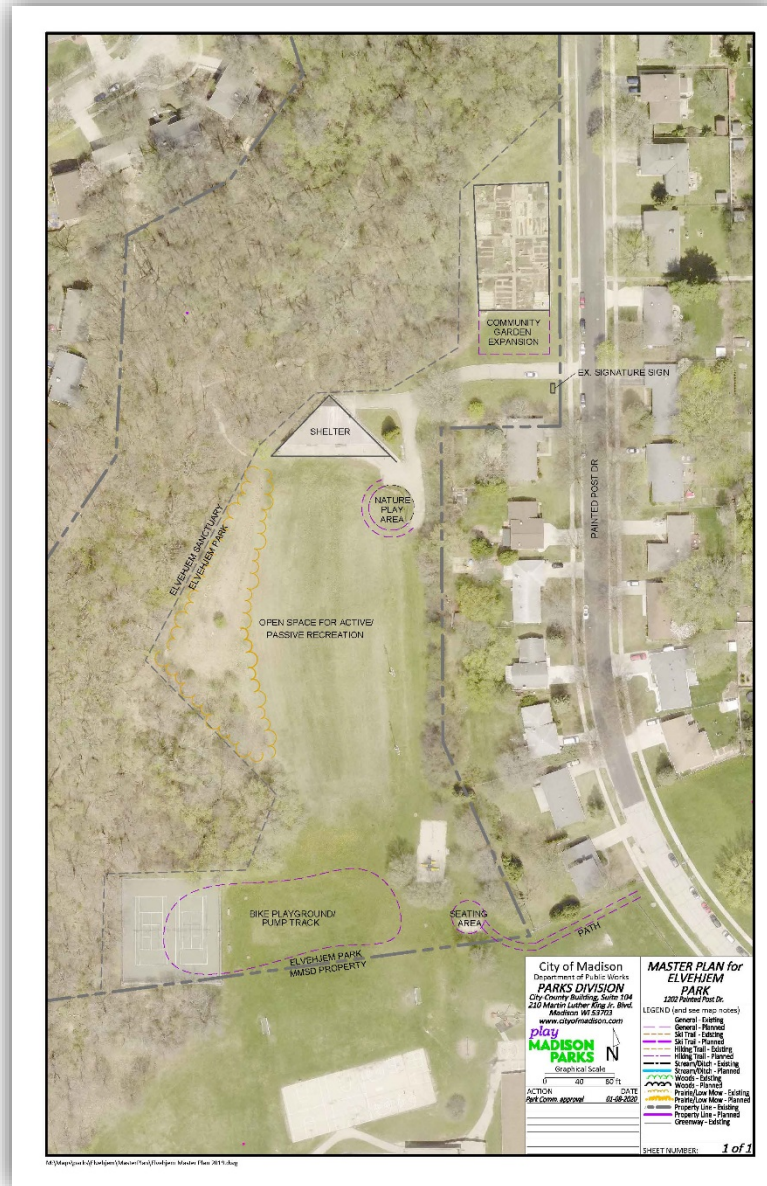 COMMUNITY
GARDEN
EXPANSION
EX. SIGNATURE SIGN
SHELTER
PAINTED POST DR
NATURE
PLAY
AREA
ELVEHJEM SANCTUARY
ELVEHJEM PARK
OPEN SPACE FOR ACTIVE/
PASSIVE RECREATION
BIKE PLAYGROUND/
PUMP TRACK
SEATING
AREA
PATH
ELVEHJEM PARK
MMSD PROPERTY
City of Madison
Department of Public Works
PARKS DIVISION
City-County Building, Suite 104
210 Martin Luther King Jr. Blvd.
Madison WI 53703
www.cityofmadison.com
play
MADISON
PARKS
N
Graphical Scale
0 40 80 ft
ACTION DATE
Park Comm. approval 01-08-2020
MASTER PLAN for
ELVEHJEM
PARK
1202 Painted Post Dr.
LEGEND (and see map notes)
General - Existing
General - Planned
Ski Trail - Existing
Ski Trail - Planned
Hiking Trail - Existing
Hiking Trail - Planned
Stream/Ditch - Existing
Stream/Ditch - Planned
Woods - Existing
Woods - Planned
Prairie/Low Mow - Existing
Prairie/Low Mow - Planned
Property Line - Existing
Property Line - Planned
Greenway - Existing
SHEET NUMBER: 1 of 1